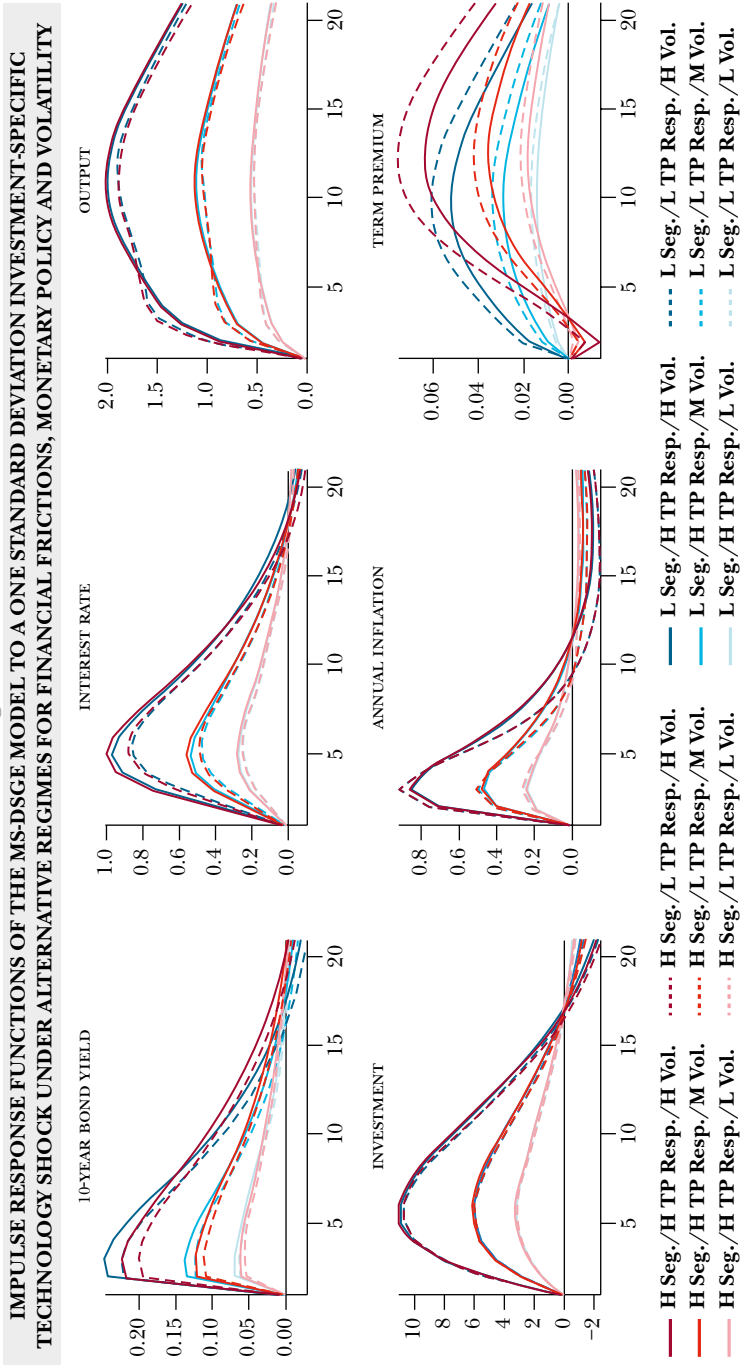 IMPULSE RESPONSE FUNCTIONS OF THE MS-DSGE MODEL TO A ONE STANDARD DEVIATION INVESTMENT-SPECIFIC
TECHNOLOGY SHOCK UNDER ALTERNATIVE REGIMES FOR FINANCIAL FRICTIONS, MONETARY POLICY AND VOLATILITY
10-YEAR BOND YIELD
0.20
0.15
0.10
0.05
0.00
5 10 15 20
INTEREST RATE
1.0
0.8
0.6
0.4
0.2
0.0
5 10 15 20
OUTPUT
2.0
1.5
1.0
0.5
0.0
5 10 15 20
INVESTMENT
10
8
6
4
2
0
−2
5 10 15 20
ANNUAL INFLATION
0.8
0.6
0.4
0.2
0.0
5 10 15 20
TERM PREMIUM
0.06
0.04
0.02
0.00
5 10 15 20
H Seg./H TP Resp./H Vol. H Seg./L TP Resp./H Vol. L Seg./H TP Resp./H Vol. L Seg./L TP Resp./H Vol.
H Seg./H TP Resp./M Vol. H Seg./L TP Resp./M Vol. L Seg./H TP Resp./M Vol. L Seg./L TP Resp./M Vol.
H Seg./H TP Resp./L Vol. H Seg./L TP Resp./L Vol. L Seg./H TP Resp./L Vol. L Seg./L TP Resp./L Vol.